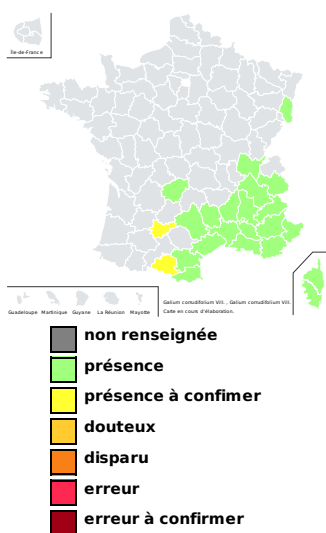 Île-de-France
Guadeloupe Martinique Guyane La Réunion Mayotte
Galium corrudifolium Vill. , Galium corrudifolium Vill.
Carte en cours d'élaboration.
non renseignée
présence
présence à confimer
douteux
disparu
erreur
erreur à confirmer